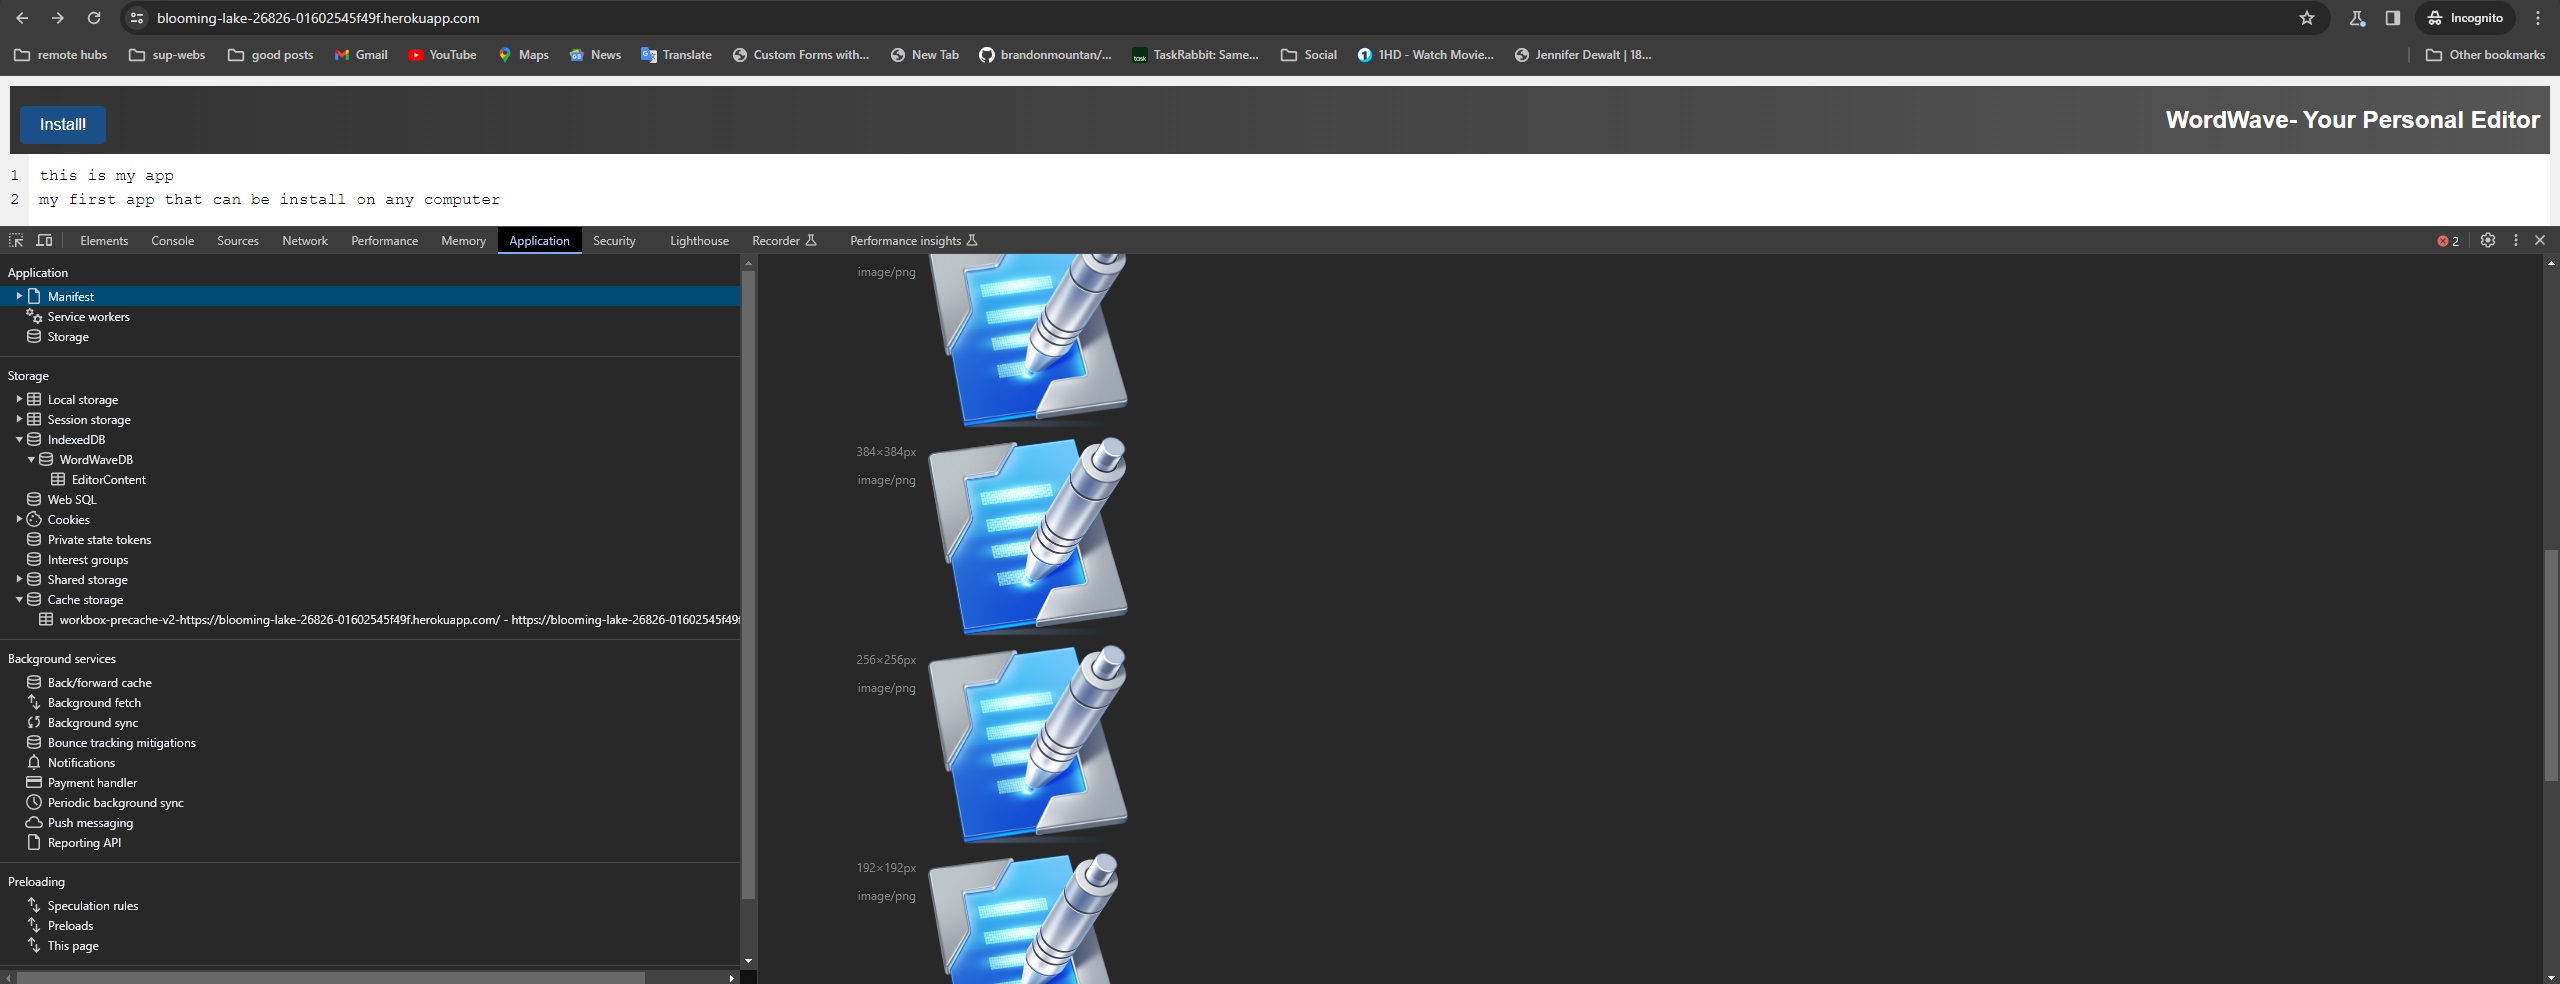 blooming-lake-26826-01602545f49f.herokuapp.com
Incognito
remote hubs sup-webs good posts Gmail YouTube Maps News Translate Custom Forms with... New Tab brandonmountan/... TaskRabbit: Same... Social 1HD - Watch Movie... Jennifer Dewalt | 18... Other bookmarks
Install!
WordWave- Your Personal Editor
1 this is my app
2 my first app that can be install on any computer
Elements Console Sources Network Performance Memory Application Security Lighthouse Recorder Performance insights 2
Application
Manifest
Service workers
Storage
Storage
Local storage
Session storage
IndexedDB
WordWaveDB
EditorContent
Web SQL
Cookies
Private state tokens
Interest groups
Shared storage
Cache storage
workbox-precache-v2-https://blooming-lake-26826-01602545f49f.herokuapp.com/ - https://blooming-lake-26826-01602545f49f
Background services
Back/forward cache
Background fetch
Background sync
Bounce tracking mitigations
Notifications
Payment handler
Periodic background sync
Push messaging
Reporting API
Preloading
Speculation rules
Preloads
This page
image/png
384×384px
image/png
256×256px
image/png
192×192px
image/png